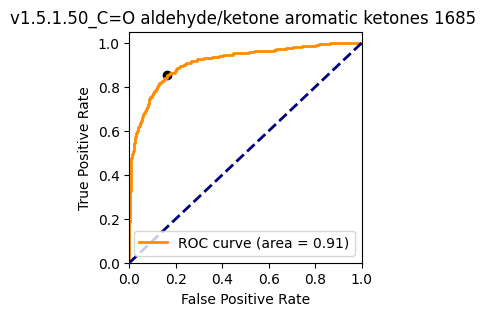 v1.5.1.50_C=O aldehyde/ketone aromatic ketones 1685
1.0
0.8
0.6
0.4
0.2
0.0
True Positive Rate
ROC curve (area = 0.91)
0.0 0.2 0.4 0.6 0.8 1.0
False Positive Rate